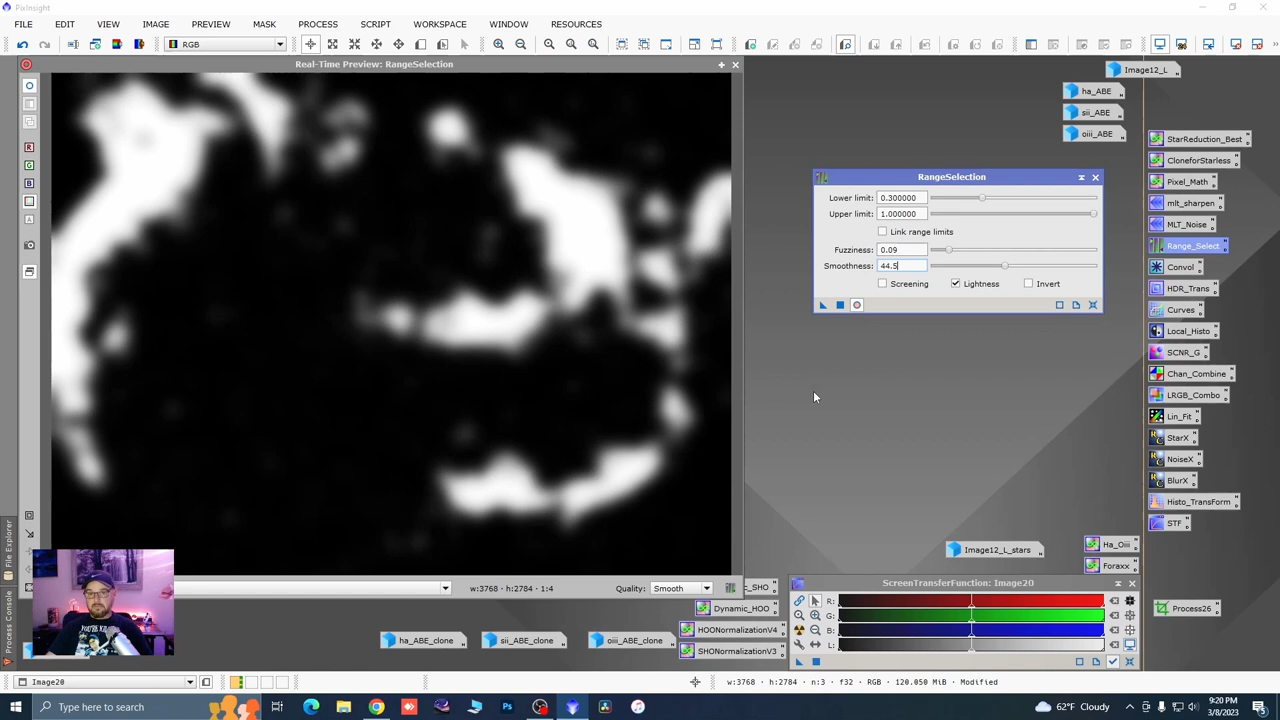 PixInsight
FILE EDIT VIEW IMAGE PREVIEW MASK PROCESS SCRIPT WORKSPACE WINDOW RESOURCES
RGB
Real-Time Preview: RangeSelection
R
G
B
A
w:3768 · h:2784 · 1:4 Quality: Smooth
Image12_L
ha_ABE
sii_ABE
oiii_ABE
RangeSelection
Lower limit: 0.300000
Upper limit: 1.000000
Link range limits
Fuzziness: 0.09
Smoothness: 44.5
Screening Lightness Invert
StarReduction_Best
CloneforStarless
Pixel_Math
mlt_sharpen
MLT_Noise
Range_Select
Convol
HDR_Trans
Curves
Local_Histo
SCNR_G
Chan_Combine
LRGB_Combo
Lin_Fit
StarX
NoiseX
BlurX
Histo_TransForm
STF
Image12_L_stars
Ha_Oiii
Foraxx
File Explorer
Process Console
ScreenTransferFunction: Image20
R:
G:
B:
L:
_SHO
Dynamic_HOO
HOONormalizationV4
SHONormalizationV3
Process26
ha_ABE_clone sii_ABE_clone oiii_ABE_clone
Image20
w:3768 · h:2784 · n:3 · f32 · RGB · 120.050 MiB · Modified
Type here to search
62°F Cloudy
9:20 PM
3/8/2023